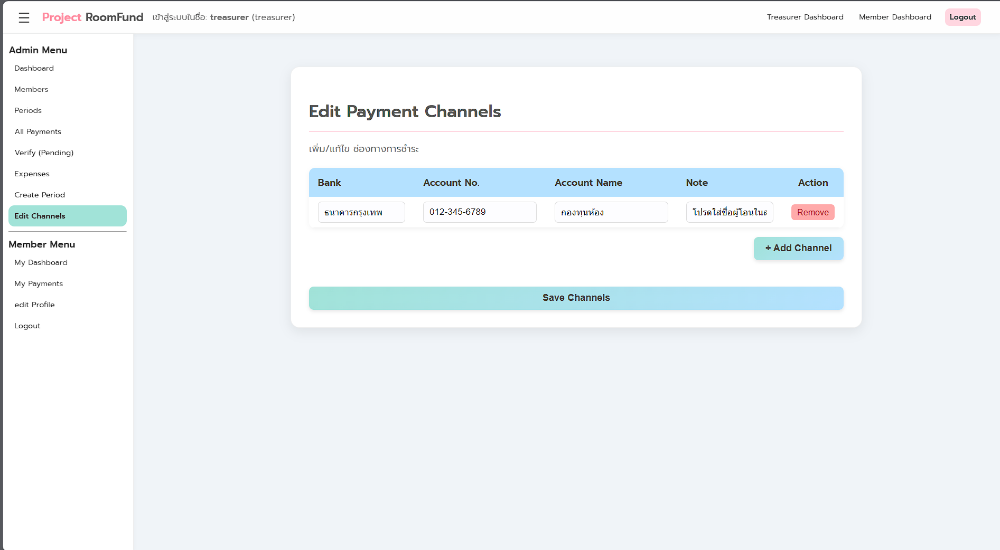 Project RoomFund เข้าสู่ระบบในชื่อ: treasurer (treasurer) Treasurer Dashboard Member Dashboard Logout
Admin Menu
Dashboard
Members
Periods
All Payments
Verify (Pending)
Expenses
Create Period
Edit Channels
Member Menu
My Dashboard
My Payments
edit Profile
Logout
Edit Payment Channels
เพิ่ม/แก้ไข ช่องทางการชำระ
Bank Account No. Account Name Note Action
ธนาคารกรุงเทพ 012-345-6789 กองทุนห้อง โปรดใส่ชื่อผู้โอนในส Remove
+ Add Channel
Save Channels